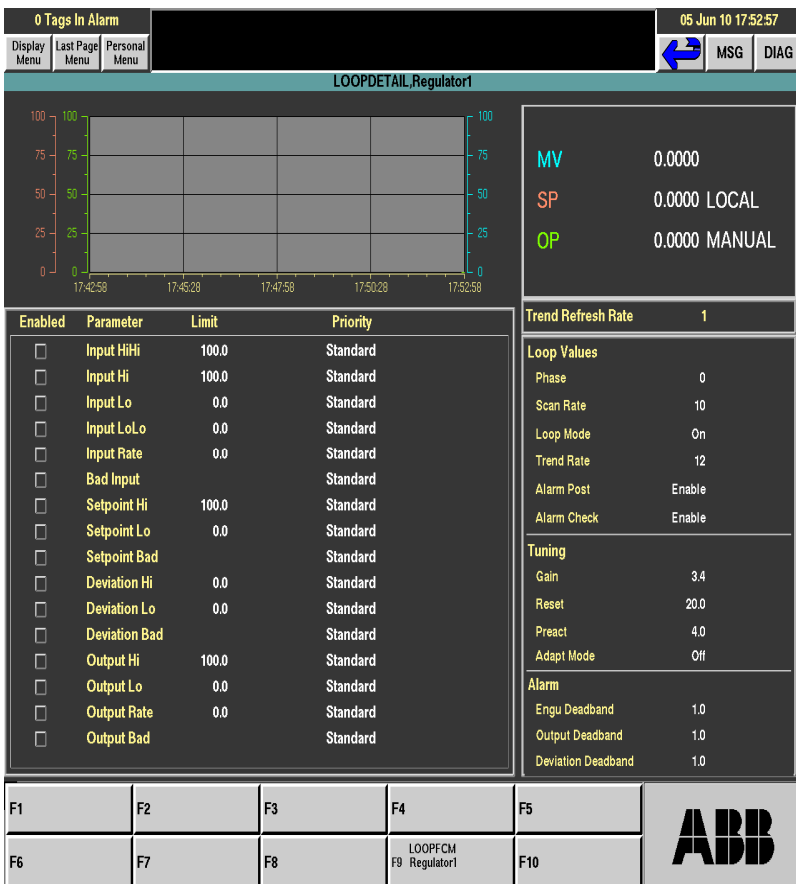 0 Tags In Alarm
05 Jun 10 17:52:57
Display Menu
Last Page Menu
Personal Menu
MSG
DIAG
LOOPDETAIL,Regulator1
100 100 100
75 75 75
50 50 50
25 25 25
0 0 0
17:42:58 17:45:28 17:47:58 17:50:28 17:52:58
MV 0.0000
SP 0.0000 LOCAL
OP 0.0000 MANUAL
Trend Refresh Rate 1
Enabled Parameter Limit Priority
Input HiHi 100.0 Standard
Input Hi 100.0 Standard
Input Lo 0.0 Standard
Input LoLo 0.0 Standard
Input Rate 0.0 Standard
Bad Input Standard
Setpoint Hi 100.0 Standard
Setpoint Lo 0.0 Standard
Setpoint Bad Standard
Deviation Hi 0.0 Standard
Deviation Lo 0.0 Standard
Deviation Bad Standard
Output Hi 100.0 Standard
Output Lo 0.0 Standard
Output Rate 0.0 Standard
Output Bad Standard
Loop Values
Phase 0
Scan Rate 10
Loop Mode On
Trend Rate 12
Alarm Post Enable
Alarm Check Enable
Tuning
Gain 3.4
Reset 20.0
Preact 4.0
Adapt Mode Off
Alarm
Engu Deadband 1.0
Output Deadband 1.0
Deviation Deadband 1.0
F1 F2 F3 F4 F5
F6 F7 F8 F9 LOOPFCM Regulator1 F10
ABB